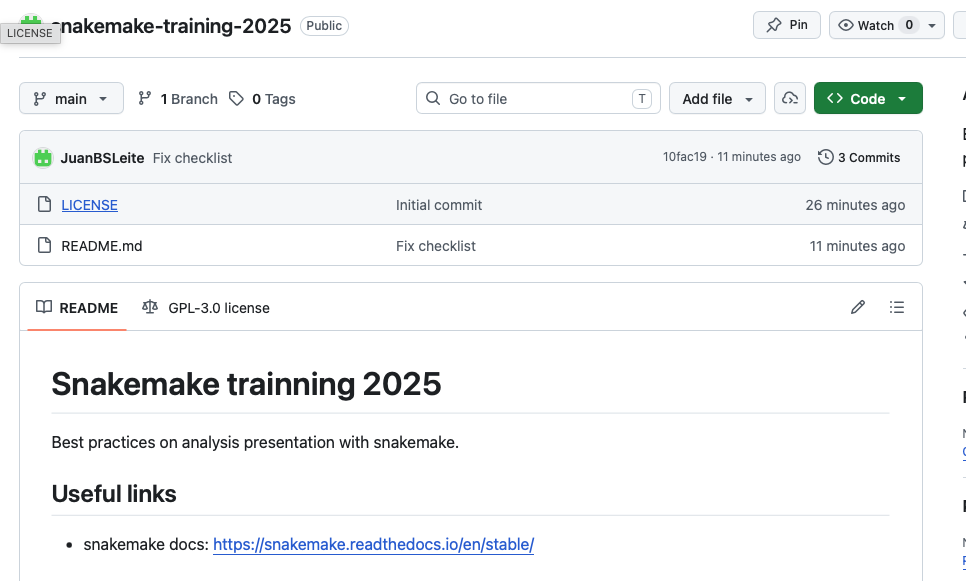 snakemake-training-2025 Public Pin Watch 0
LICENSE
main 1 Branch 0 Tags Go to file T Add file Code
JuanBSLeite Fix checklist 10fac19 · 11 minutes ago 3 Commits
LICENSE Initial commit 26 minutes ago
README.md Fix checklist 11 minutes ago
README GPL-3.0 license
Snakemake trainning 2025
Best practices on analysis presentation with snakemake.
Useful links
• snakemake docs: https://snakemake.readthedocs.io/en/stable/